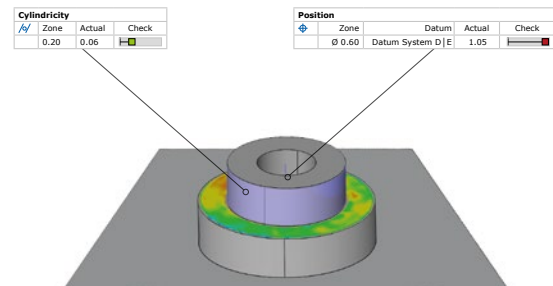 Cylindricity
Zone Actual Check
0.20 0.06
Position
Zone Datum Actual Check
Ø 0.60 Datum System D|E 1.05